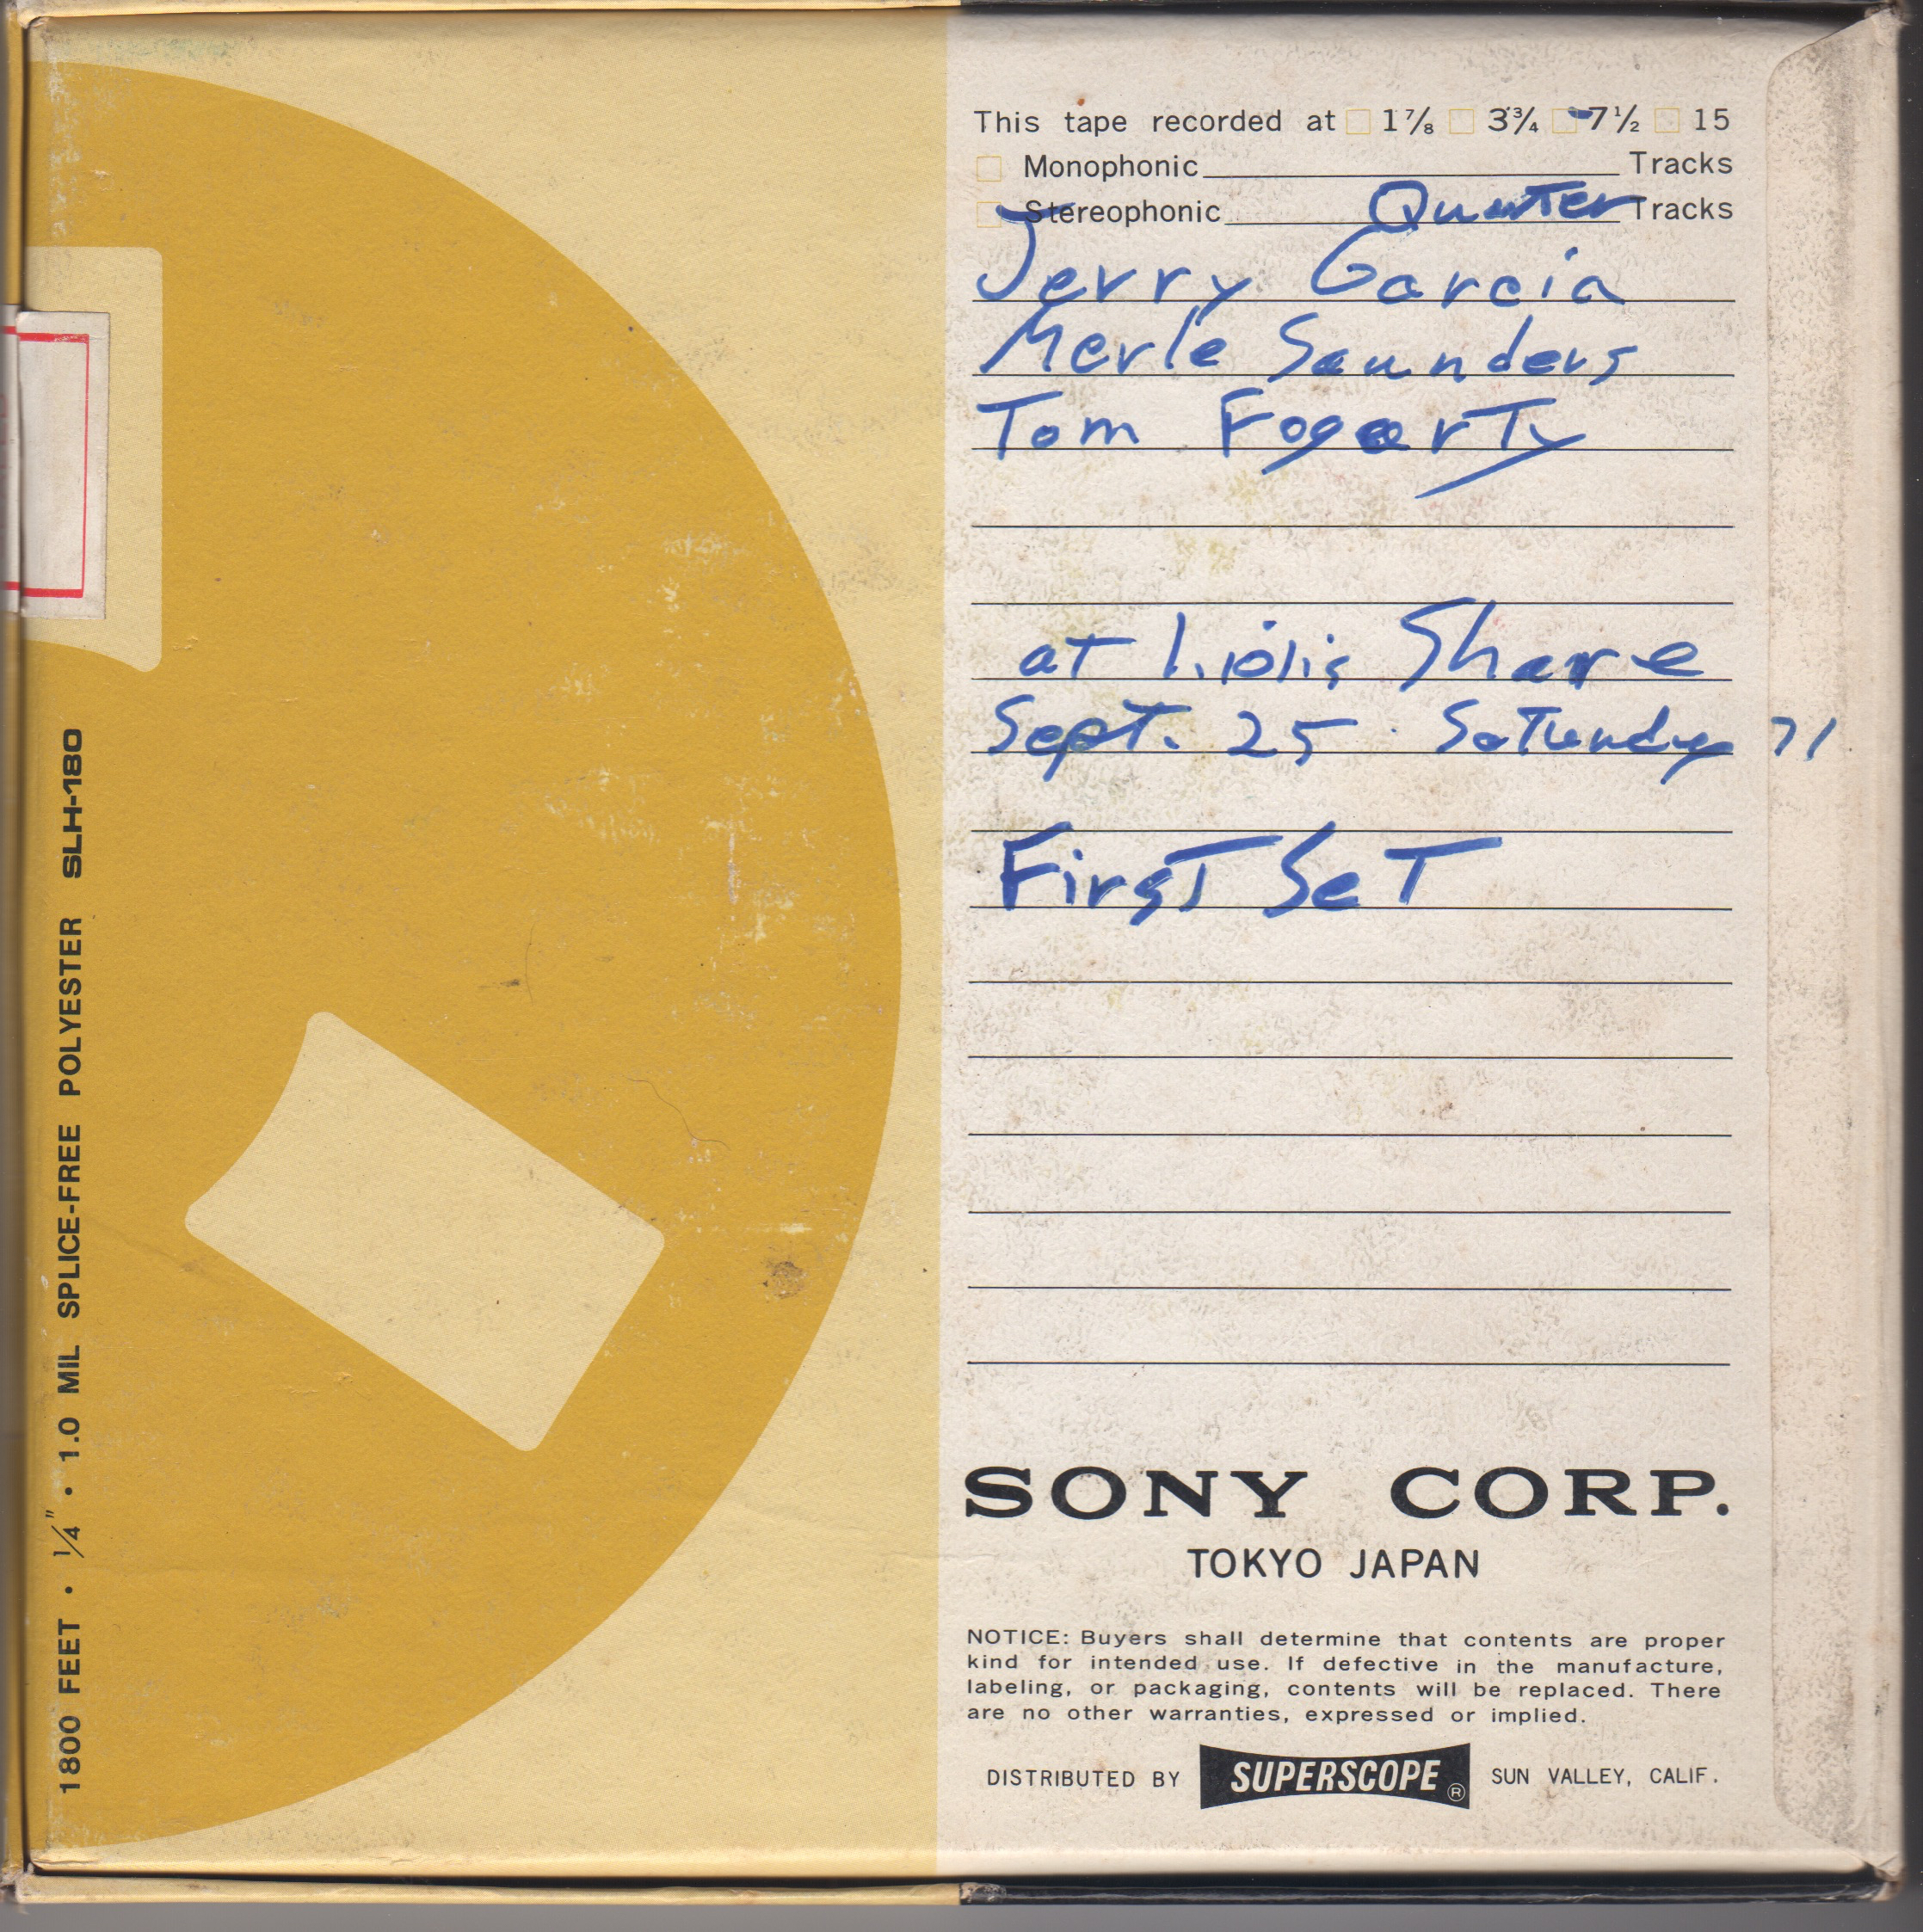 This tape recorded at 1⅞ 3¾ 7½ 15
Monophonic Tracks
Stereophonic Quarter Tracks
Jerry Garcia
Merle Saunders
Tom Fogerty
at Share
Sept. 25 Saturday 71
First Set
SONY CORP.
TOKYO JAPAN
NOTICE: Buyers shall determine that contents are proper
kind for intended use. If defective in the manufacture,
labeling, or packaging, contents will be replaced. There
are no other warranties, expressed or implied.
DISTRIBUTED BY SUPERSCOPE ® SUN VALLEY, CALIF.
1800 FEET • 1/4" • 1.0 MIL SPLICE-FREE POLYESTER SLH-180